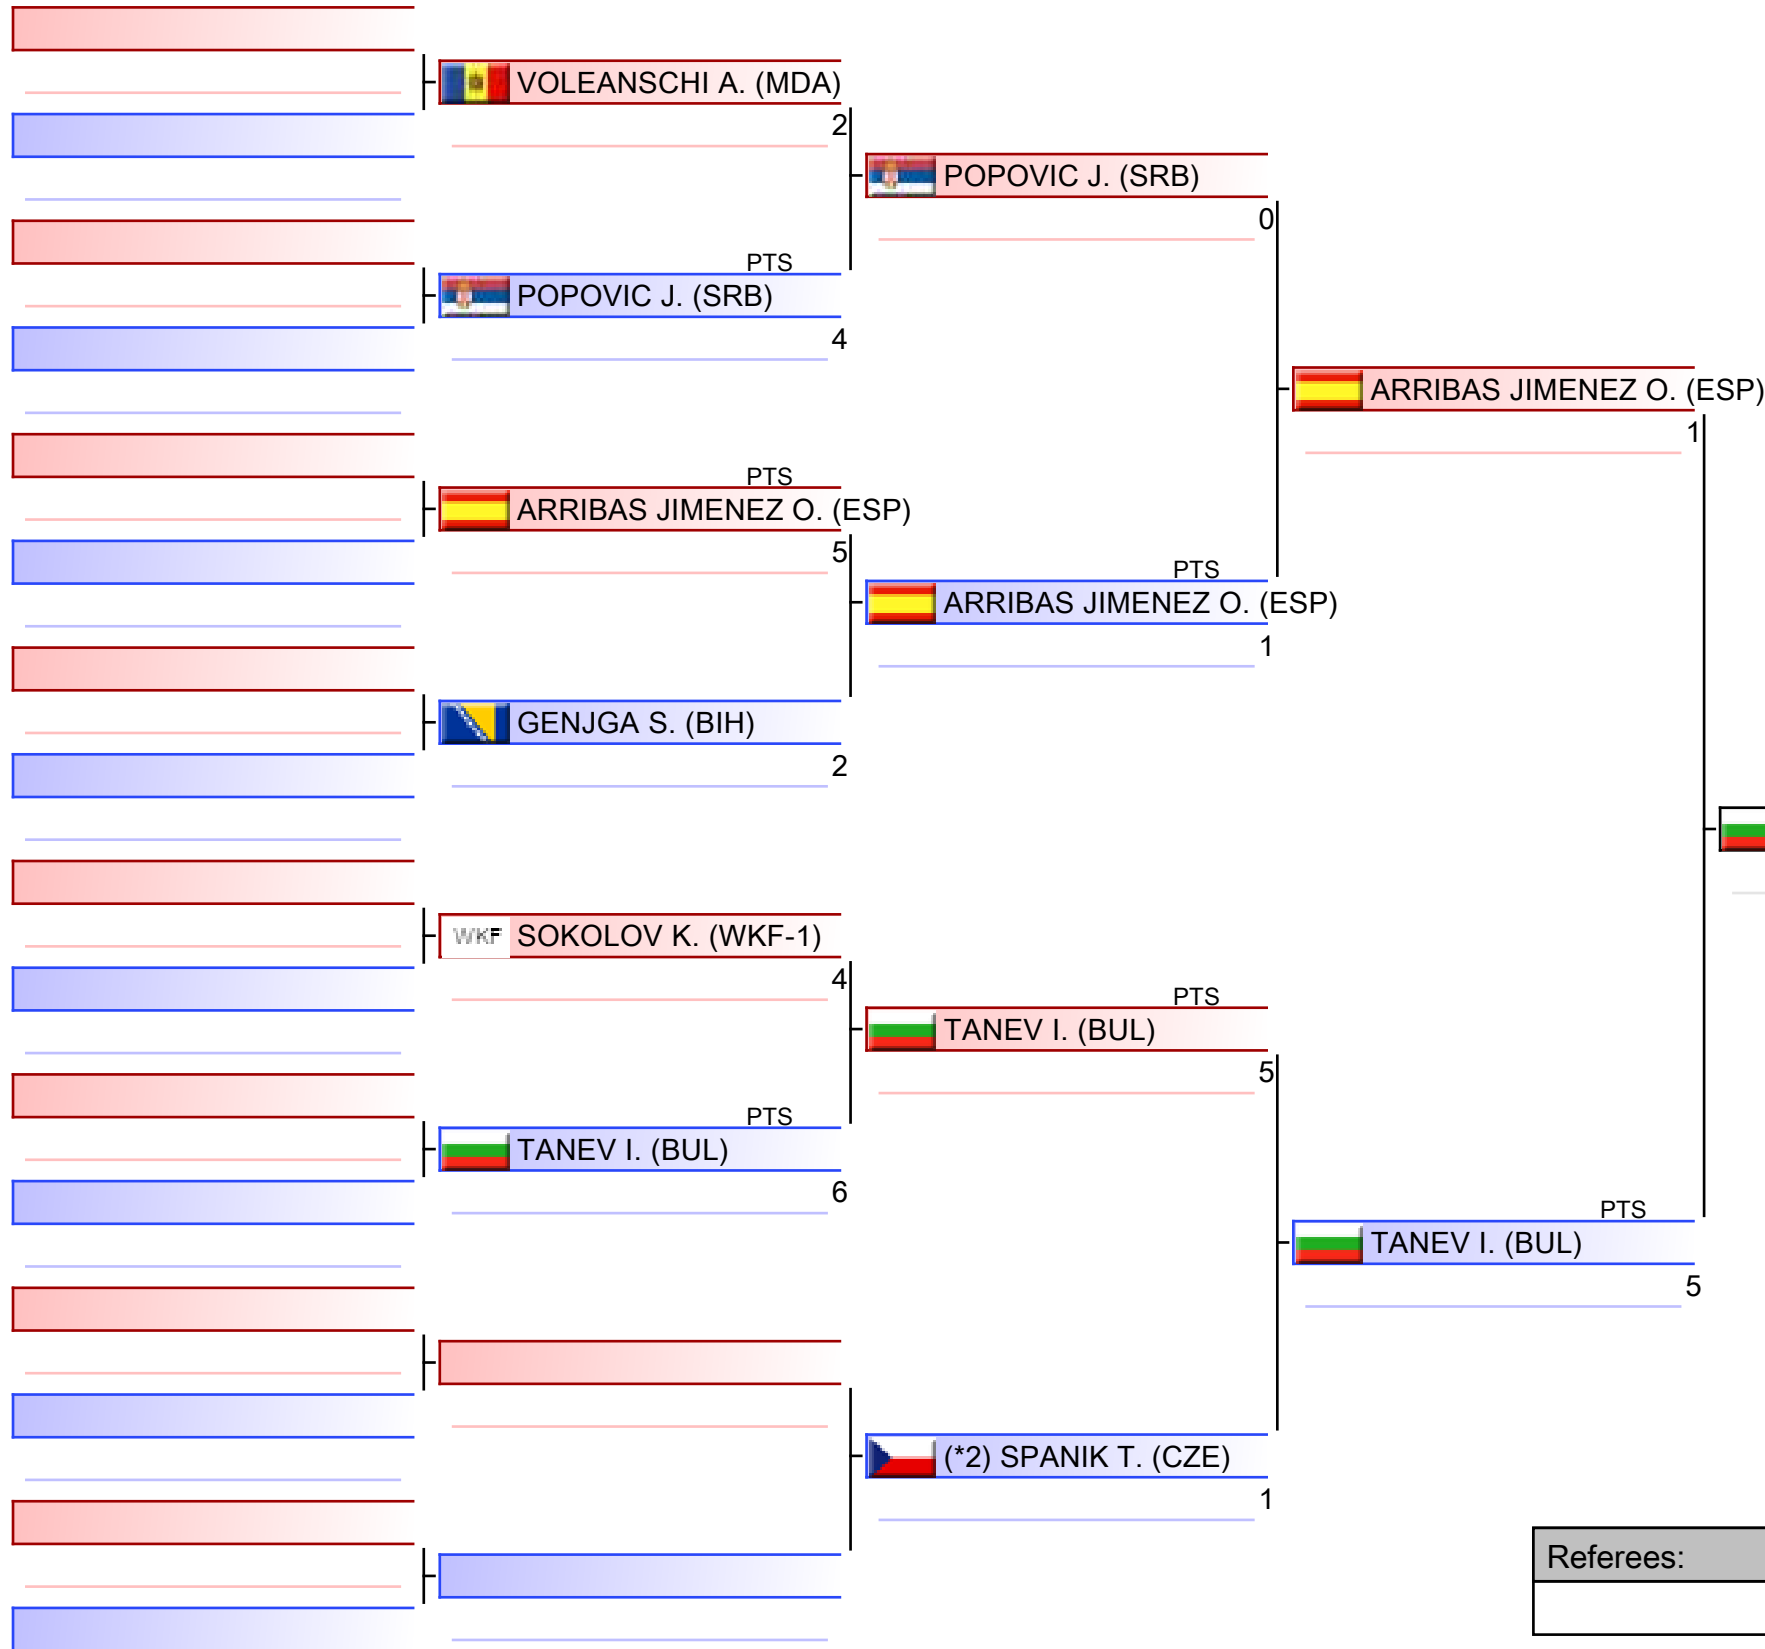 VOLEANSCHI A. (MDA)
2
PTS
POPOVIC J. (SRB)
4
PTS
ARRIBAS JIMENEZ O. (ESP)
5
GENJGA S. (BIH)
2
WKF SOKOLOV K. (WKF-1)
4
PTS
TANEV I. (BUL)
6
POPOVIC J. (SRB)
0
PTS
ARRIBAS JIMENEZ O. (ESP)
1
PTS
TANEV I. (BUL)
5
(*2) SPANIK T. (CZE)
1
ARRIBAS JIMENEZ O. (ESP)
1
PTS
TANEV I. (BUL)
5
Referees: